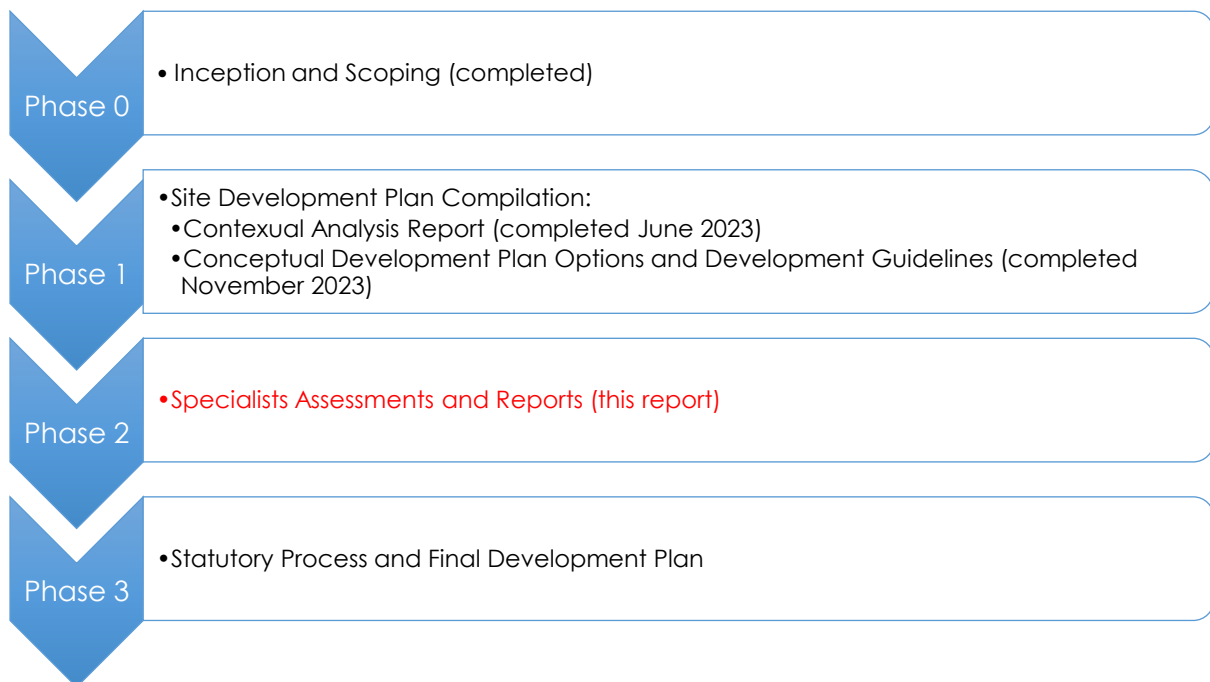 Phase 0
• Inception and Scoping (completed)
Phase 1
•Site Development Plan Compilation:
•Contexual Analysis Report (completed June 2023)
•Conceptual Development Plan Options and Development Guidelines (completed
November 2023)
Phase 2
•Specialists Assessments and Reports (this report)
Phase 3
•Statutory Process and Final Development Plan